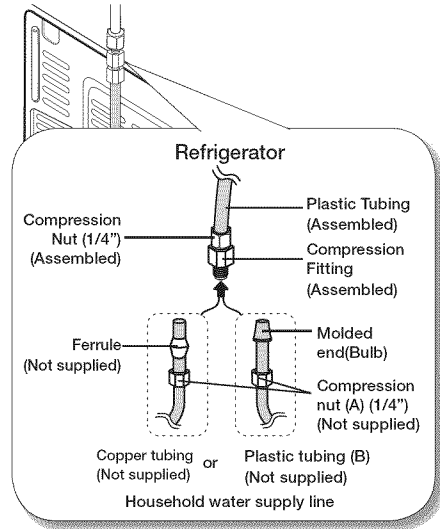 Refrigerator
Plastic Tubing
(Assembled)
Compression
Nut (1/4”)
(Assembled)
Compression
Fitting
(Assembled)
Ferrule
(Not supplied)
Molded
end(Bulb)
Compression
nut (A) (1/4”)
(Not supplied)
Copper tubing
(Not supplied)
or
Plastic tubing (B)
(Not supplied)
Household water supply line